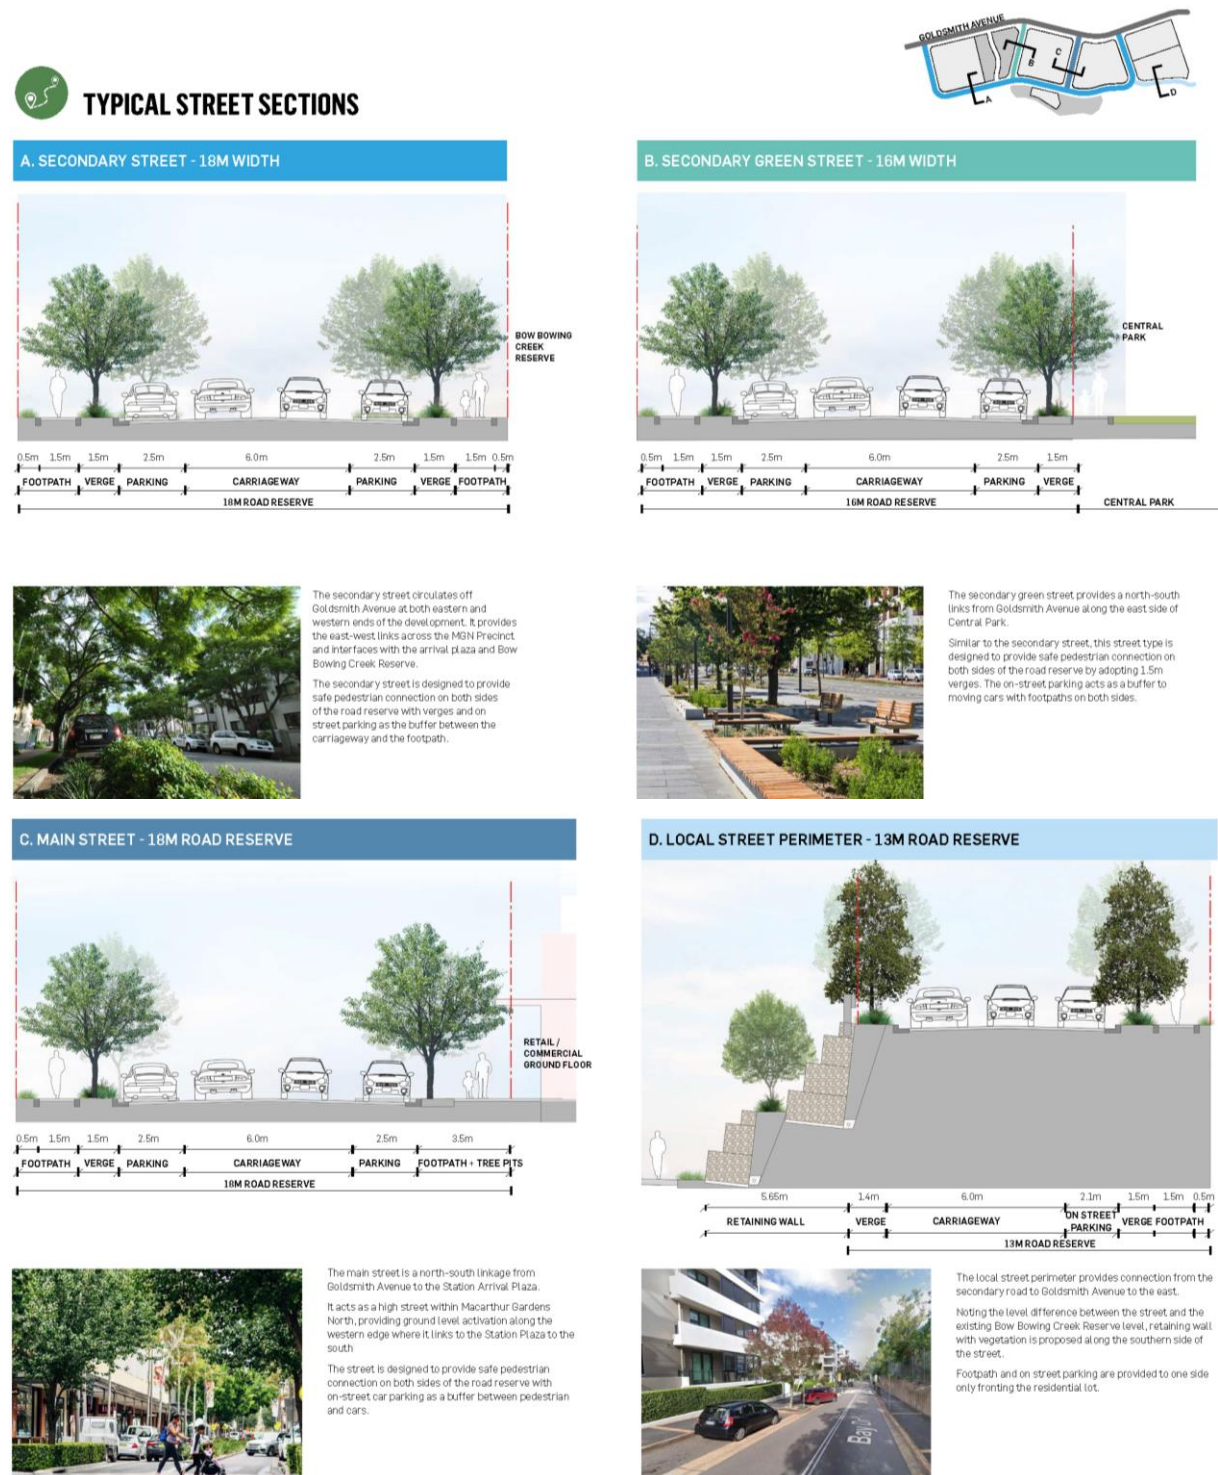 GOLDSMITH AVENUE
A
B
C
D
TYPICAL STREET SECTIONS
A. SECONDARY STREET - 18M WIDTH
BOW BOWING
CREEK
RESERVE
0.5m 1.5m 1.5m 2.5m 6.0m 2.5m 1.5m 1.5m 0.5m
FOOTPATH VERGE PARKING CARRIAGEWAY PARKING VERGE FOOTPATH
18M ROAD RESERVE
B. SECONDARY GREEN STREET - 16M WIDTH
CENTRAL
PARK
0.5m 1.5m 1.5m 2.5m 6.0m 2.5m 1.5m
FOOTPATH VERGE PARKING CARRIAGEWAY PARKING VERGE
16M ROAD RESERVE CENTRAL PARK
The secondary street circulates off
Goldsmith Avenue at both eastern and
western ends of the development. It provides
the east-west links across the MGN Precinct
and interfaces with the arrival plaza and Bow
Bowing Creek Reserve.
The secondary street is designed to provide
safe pedestrian connection on both sides
of the road reserve with verges and on
street parking as the buffer between the
carriageway and the footpath.
The secondary green street provides a north-south
links from Goldsmith Avenue along the east side of
Central Park.
Similar to the secondary street, this street type is
designed to provide safe pedestrian connection on
both sides of the road reserve by adopting 1.5m
verges. The on-street parking acts as a buffer to
moving cars with footpaths on both sides.
C. MAIN STREET - 18M ROAD RESERVE
RETAIL /
COMMERCIAL
GROUND FLOOR
0.5m 1.5m 1.5m 2.5m 6.0m 2.5m 3.5m
FOOTPATH VERGE PARKING CARRIAGEWAY PARKING FOOTPATH + TREE PITS
18M ROAD RESERVE
D. LOCAL STREET PERIMETER - 13M ROAD RESERVE
5.65m 1.4m 6.0m 2.1m 1.5m 1.5m 0.5m
RETAINING WALL VERGE CARRIAGEWAY ON STREET PARKING VERGE FOOTPATH
13M ROAD RESERVE
The main street is a north-south linkage from
Goldsmith Avenue to the Station Arrival Plaza.
It acts as a high street within Macarthur Gardens
North, providing ground level activation along the
western edge where it links to the Station Plaza to the
south
The street is designed to provide safe pedestrian
connection on both sides of the road reserve with
on-street car parking as a buffer between pedestrian
and cars.
The local street perimeter provides connection from the
secondary road to Goldsmith Avenue to the east.
Noting the level difference between the street and the
existing Bow Bowing Creek Reserve level, retaining wall
with vegetation is proposed along the southern side of
the street.
Footpath and on street parking are provided to one side
only fronting the residential lot.